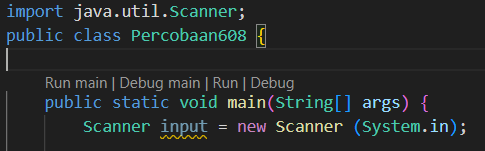 import java.util.Scanner;
public class Percobaan608 {
Run main | Debug main | Run | Debug
public static void main(String[] args) {
Scanner input = new Scanner (System.in);